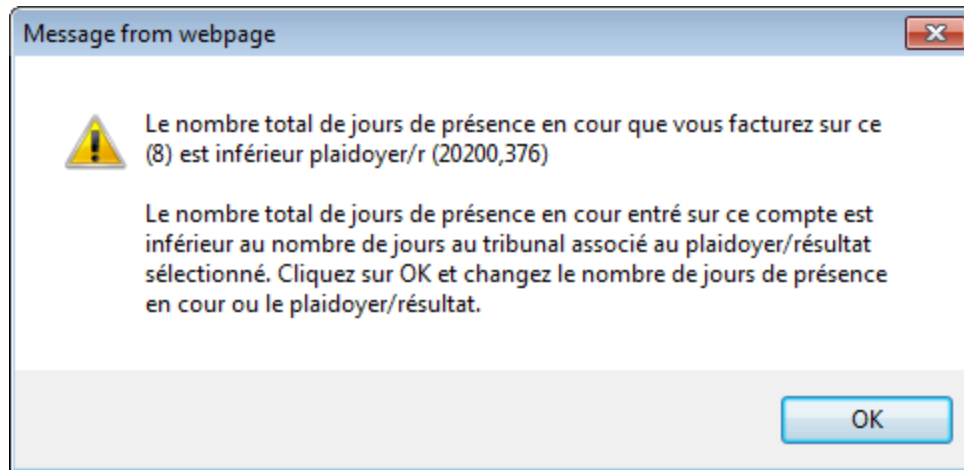 Message from webpage
Le nombre total de jours de présence en cour que vous facturez sur ce
(8) est inférieur plaidoyer/r (20200,376)
Le nombre total de jours de présence en cour entré sur ce compte est
inférieur au nombre de jours au tribunal associé au plaidoyer/résultat
sélectionné. Cliquez sur OK et changez le nombre de jours de présence
en cour ou le plaidoyer/résultat.
OK